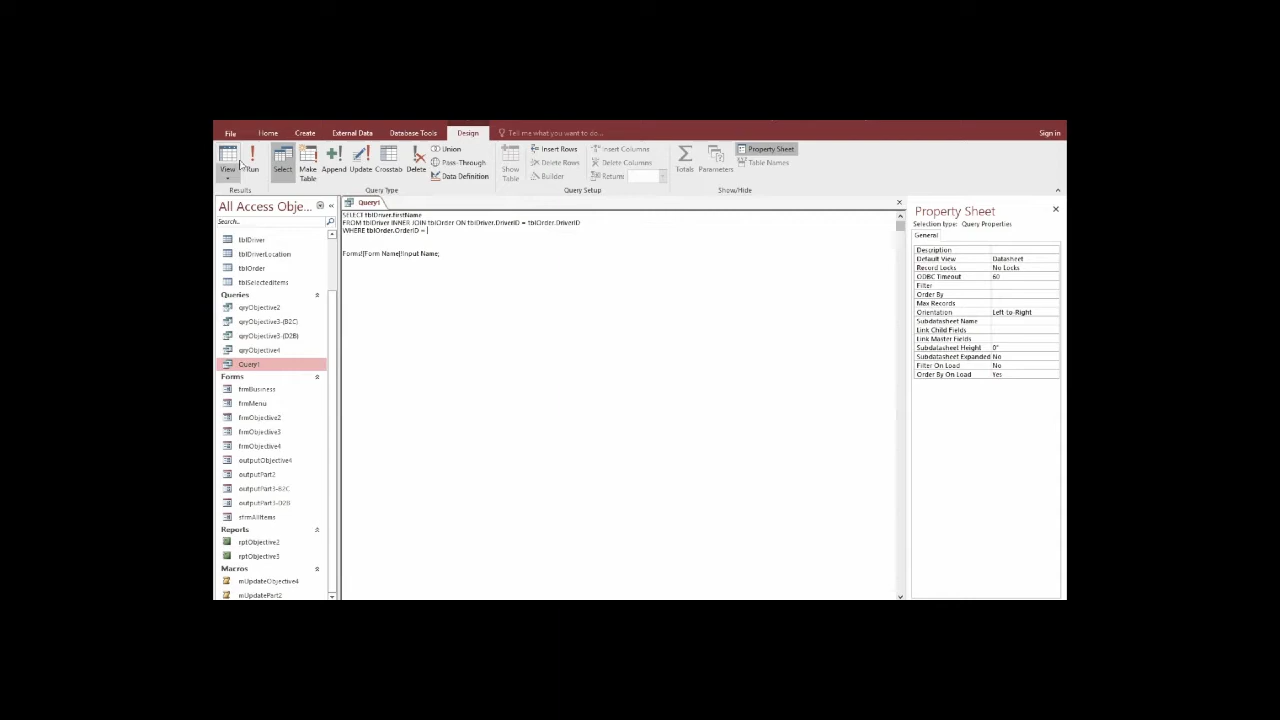 File Home Create External Data Database Tools Design Tell me what you want to do... Sign in
View Run Select Make Table Append Update Crosstab Delete
Union
Pass-Through
Data Definition
Show Table
Insert Rows
Delete Rows
Builder
Insert Columns
Delete Columns
Return:
Totals Parameters
Property Sheet
Table Names
Results Query Type Query Setup Show/Hide
All Access Obje...
Search...
tblDriver
tblDriverLocation
tblOrder
tblSelectedItems
Queries
qryObjective2
qryObjective3-(B2C)
qryObjective3-(D2B)
qryObjective4
Query1
Forms
frmBusiness
frmMenu
frmObjective2
frmObjective3
frmObjective4
outputObjective4
outputPart2
outputPart3-B2C
outputPart3-D2B
sfrmAllItems
Reports
rptObjective2
rptObjective3
Macros
mUpdateObjective4
mUpdatePart2
Query1
SELECT tblDriver.firstName
FROM tblDriver INNER JOIN tblOrder ON tblDriver.DriverID = tblOrder.DriverID
WHERE tblOrder.OrderID =
Forms![Form Name]!Input Name;
Property Sheet
Selection type: Query Properties
General
Description
Default View Datasheet
Record Locks No Locks
ODBC Timeout 60
Filter
Order By
Max Records
Orientation Left-to-Right
Subdatasheet Name
Link Child Fields
Link Master Fields
Subdatasheet Height 0"
Subdatasheet Expanded No
Filter On Load No
Order By On Load Yes